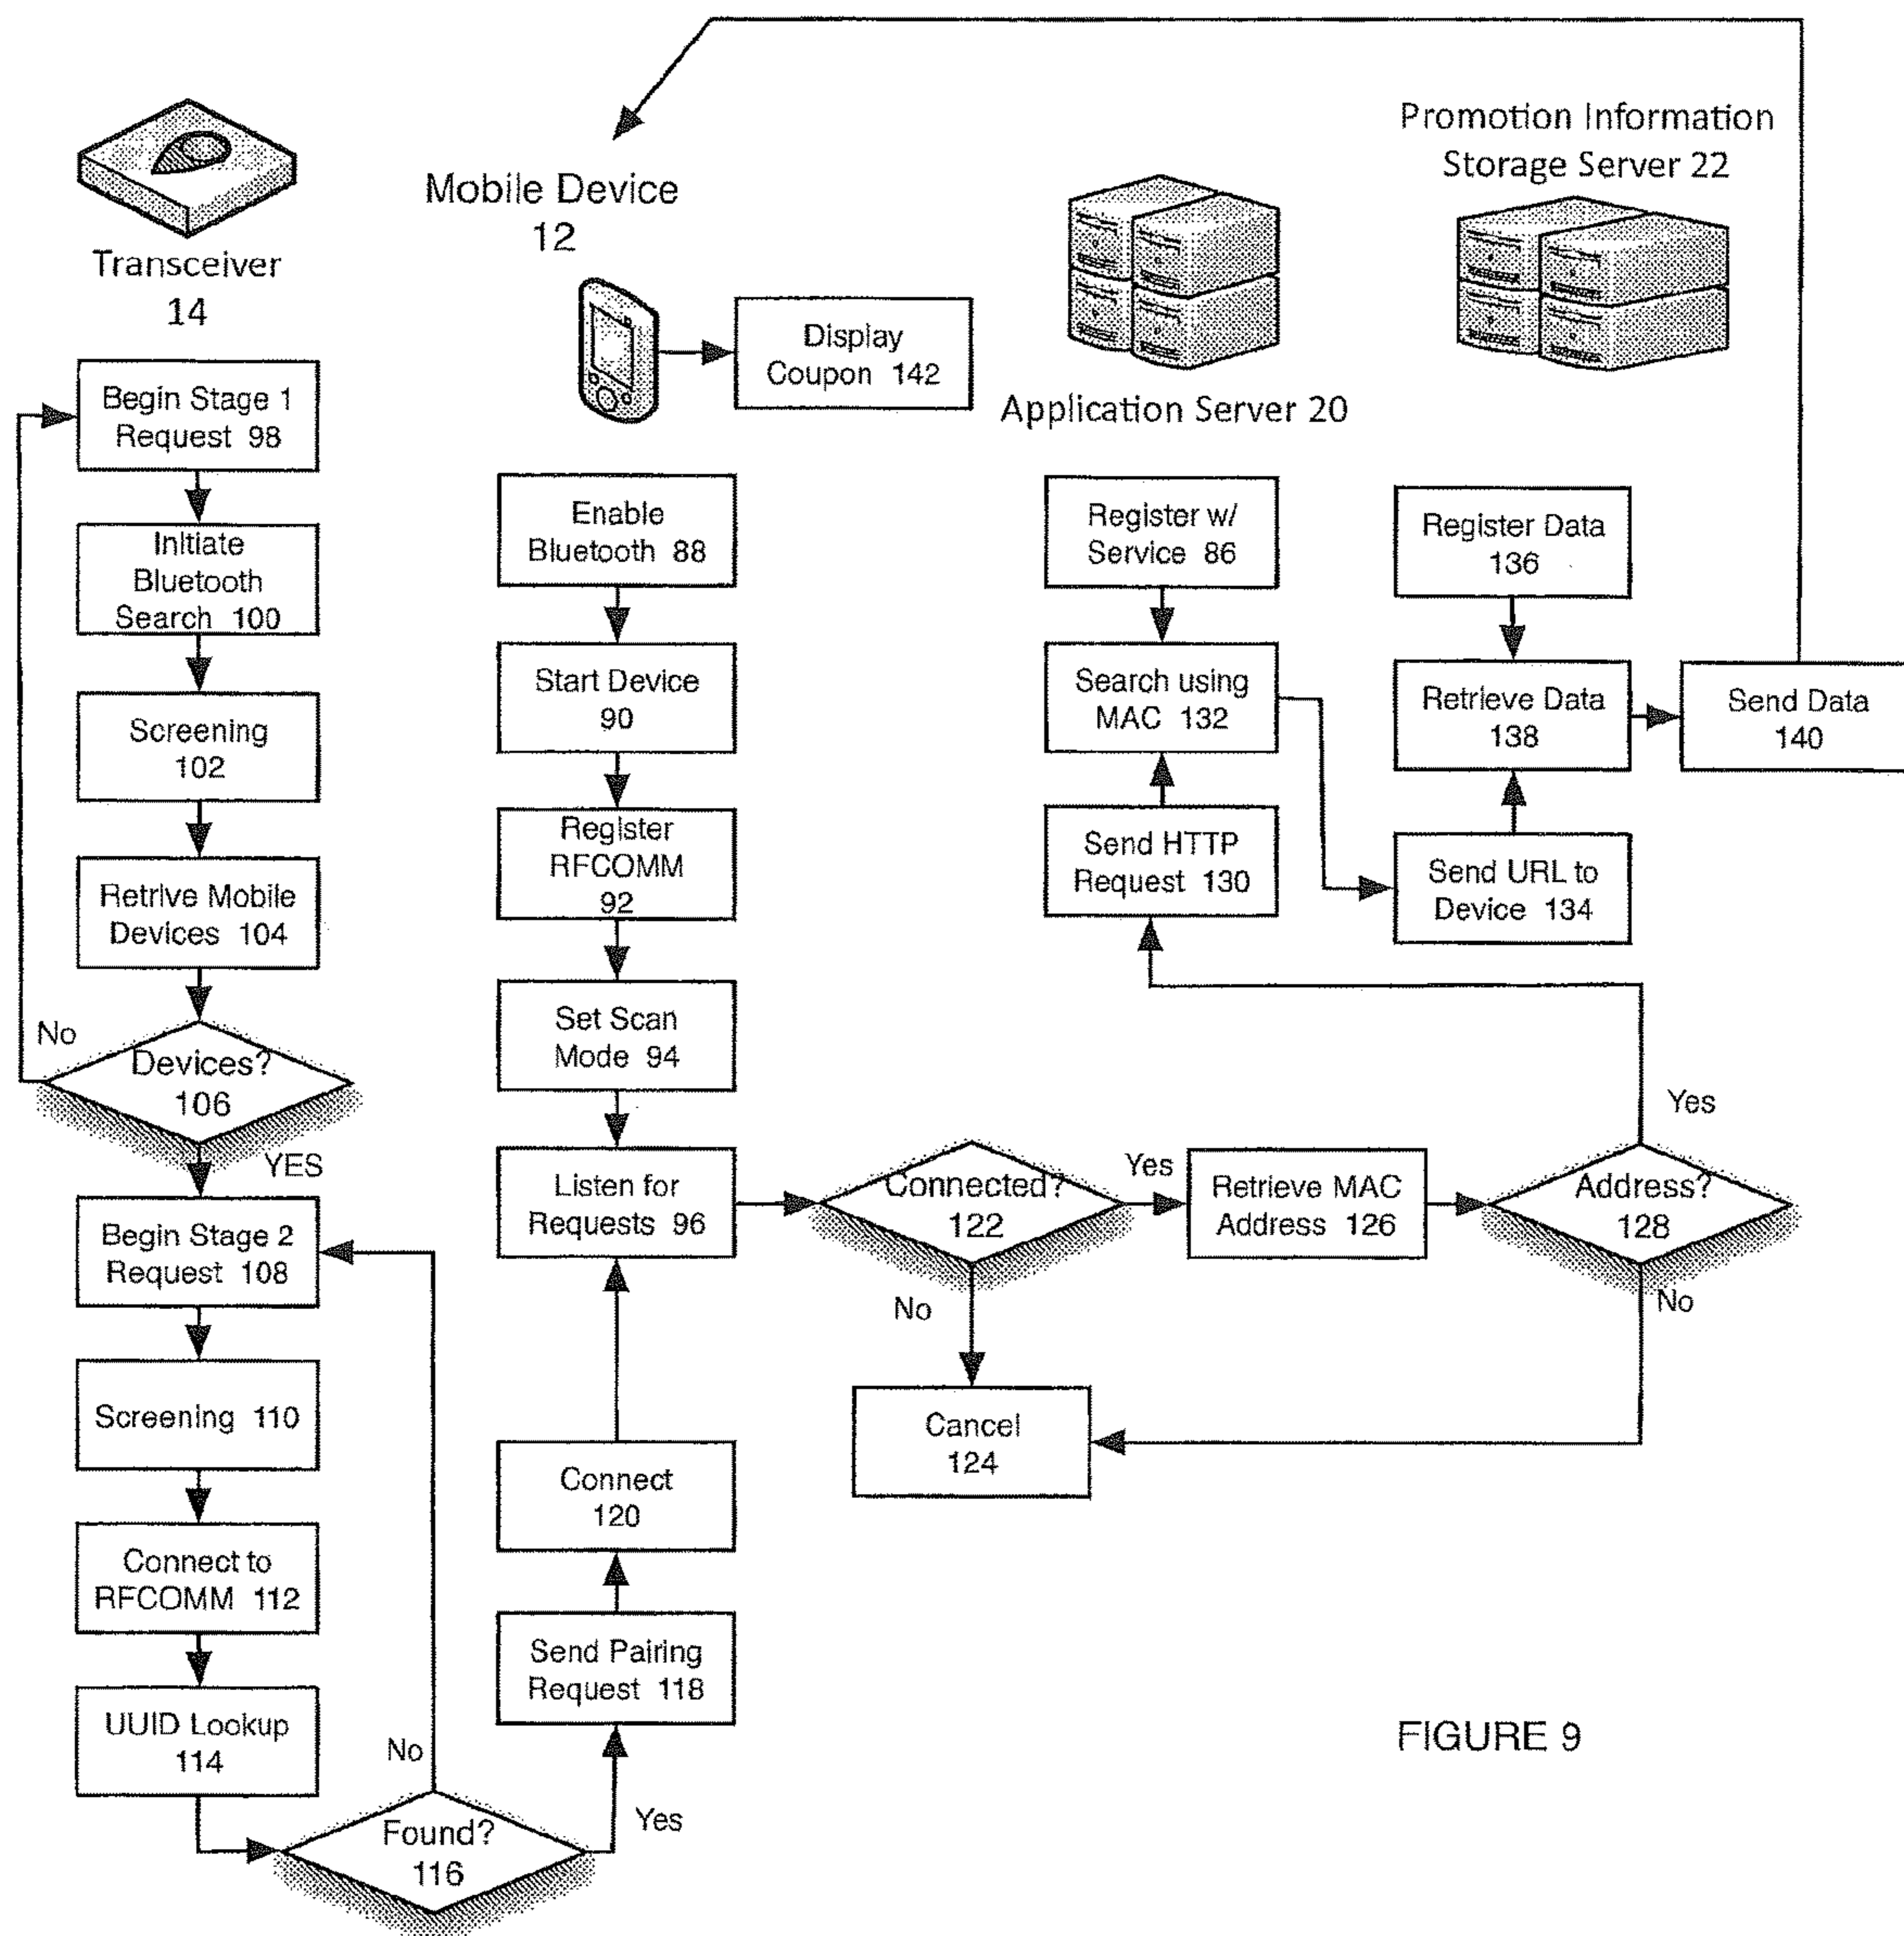 Transceiver
14
Mobile Device
12
Promotion Information
Storage Server 22
Application Server 20
Display
Coupon 142
Begin Stage 1
Request 98
Initiate
Bluetooth
Search 100
Screening
102
Retrive Mobile
Devices 104
No
Devices?
106
YES
Begin Stage 2
Request 108
Screening 110
Connect to
RFCOMM 112
UUID Lookup
114
No
Found?
116
Yes
Enable
Bluetooth 88
Start Device
90
Register
RFCOMM
92
Set Scan
Mode 94
Listen for
Requests 96
Connect
120
Send Pairing
Request 118
Connected?
122
Yes
No
Cancel
124
Retrieve MAC
Address 126
Address?
128
Yes
No
Register w/
Service 86
Search using
MAC 132
Send HTTP
Request 130
Register Data
136
Retrieve Data
138
Send URL to
Device 134
Send Data
140
FIGURE 9